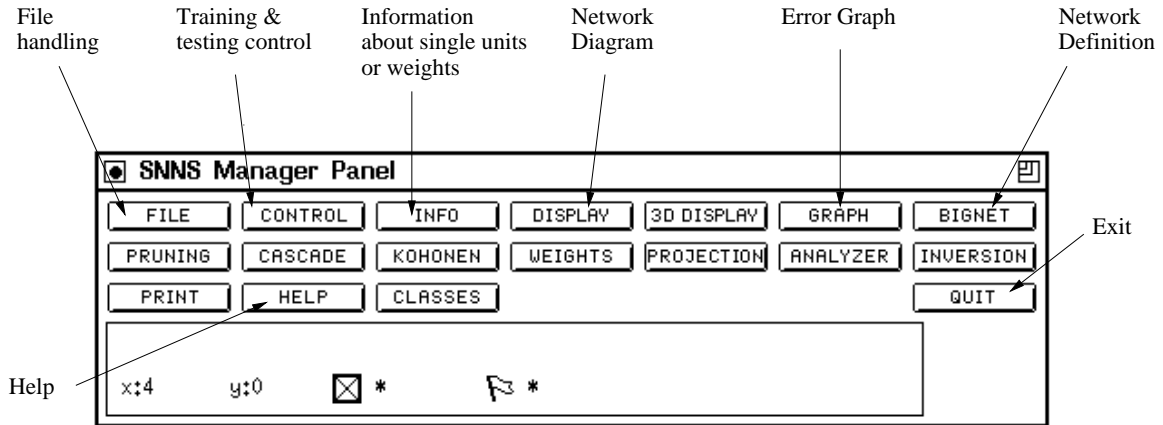 File
handling
Training &
testing control
Information
about single units
or weights
Network
Diagram
Error Graph
Network
Definition
SNNS Manager Panel
FILE CONTROL INFO DISPLAY 3D DISPLAY GRAPH BIGNET
Exit
PRUNING CASCADE KOHONEN WEIGHTS PROJECTION ANALYZER INVERSION
PRINT HELP CLASSES QUIT
Help
x:4 y:0 * *